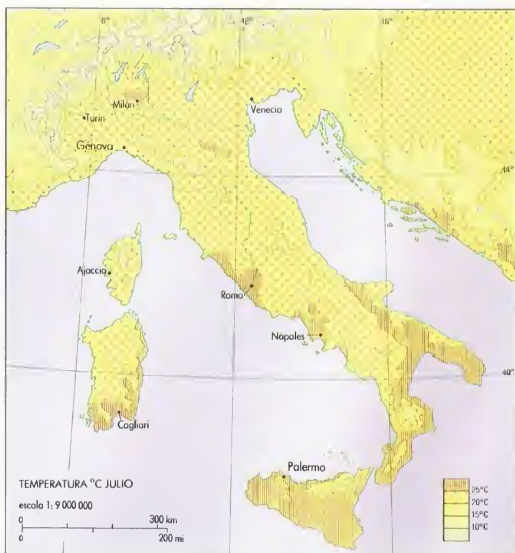 8°
12°
16°
Milán
Turín
Venecia
Génova
44°
Ajaccio
Roma
Nápoles
40°
Cagliari
Palermo
TEMPERATURA °C JULIO
escala 1: 9 000 000
0 300 km
0 200 mi
25°C
20°C
15°C
10°C